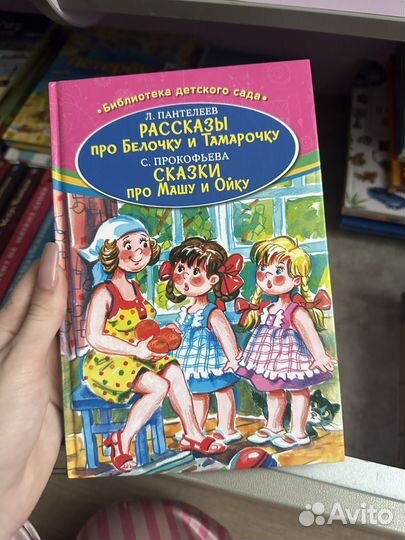 • Библиотека детского сада •
Л. ПАНТЕЛЕЕВ
РАССКАЗЫ
ПРО БЕЛОЧКУ И ТАМАРОЧКУ
С. ПРОКОФЬЕВА
СКАЗКИ
ПРО МАШУ И ОЙКУ
Avito